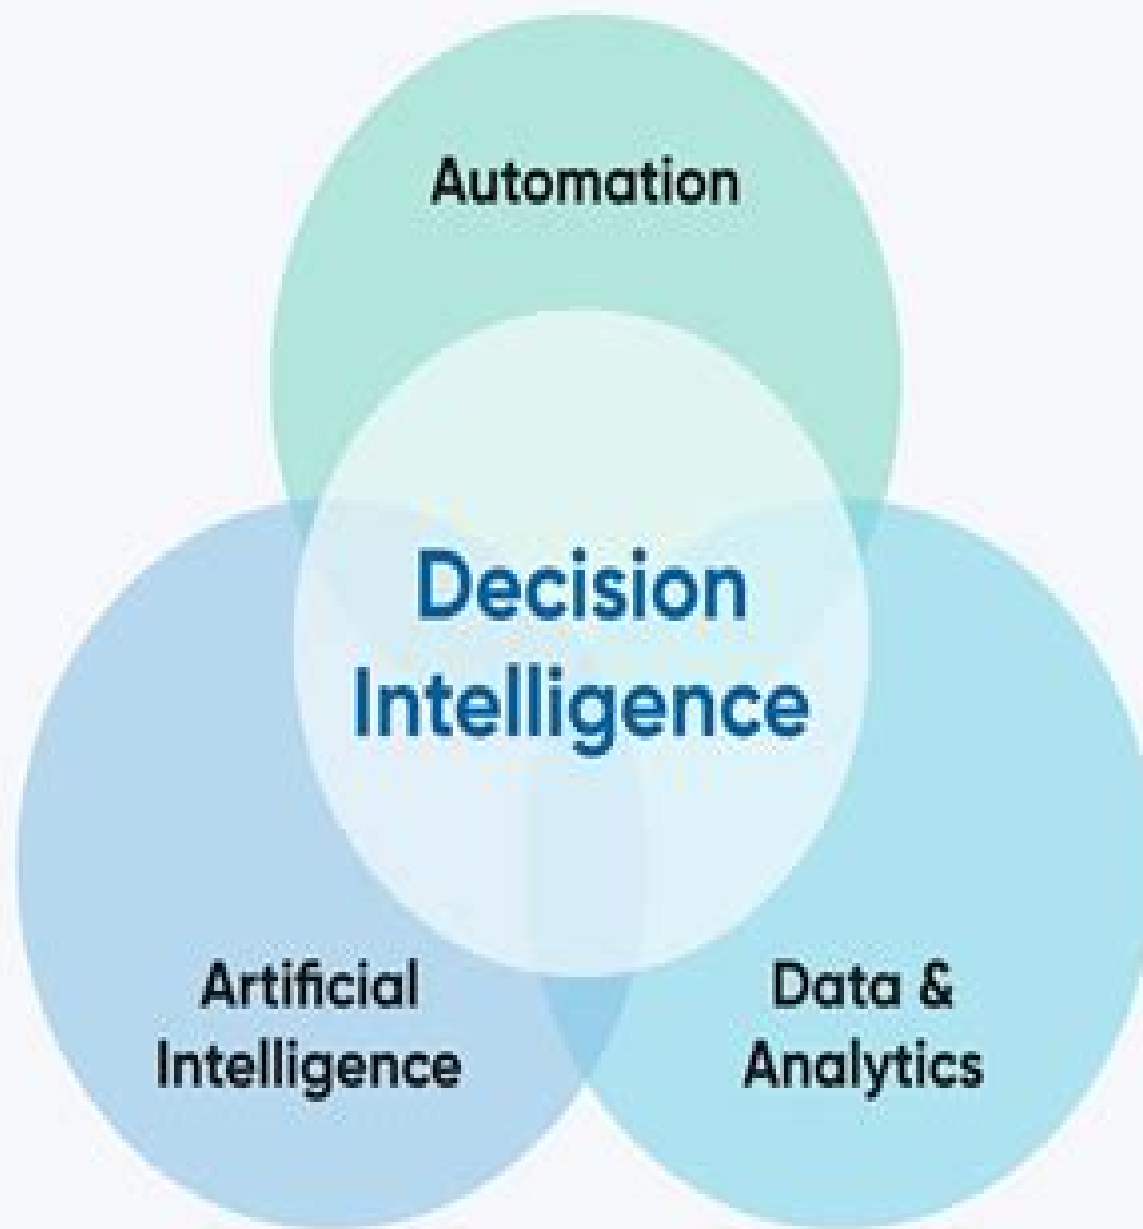 Automation
Decision
Intelligence
Artificial
Intelligence
Data &
Analytics